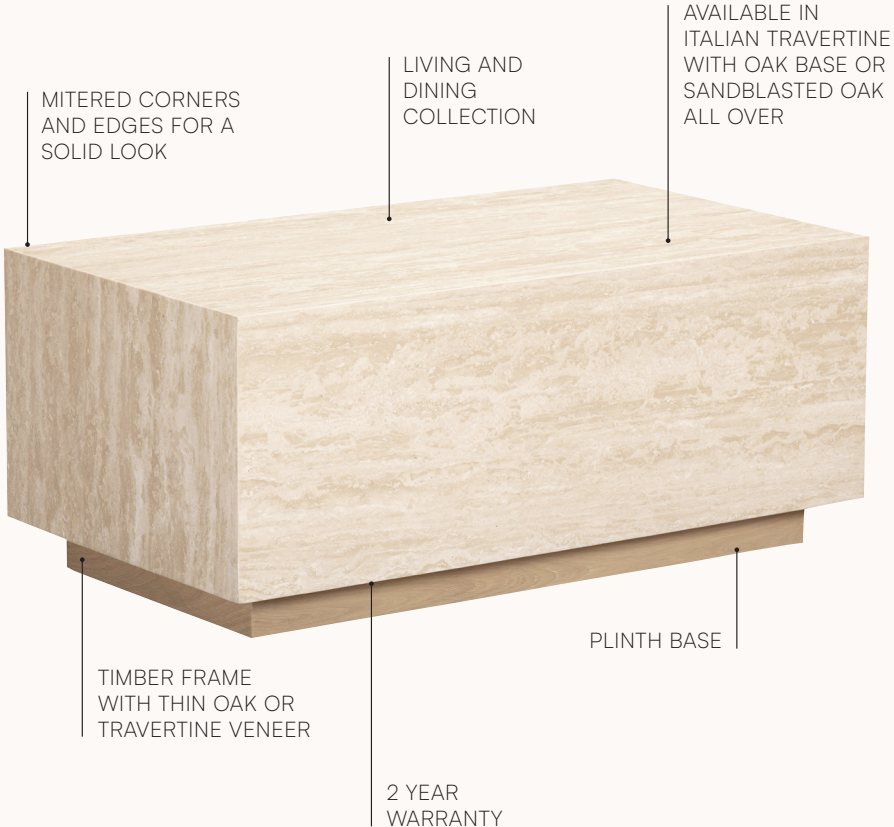 AVAILABLE IN
ITALIAN TRAVERTINE
WITH OAK BASE OR
SANDBLASTED OAK
ALL OVER
LIVING AND
DINING
COLLECTION
MITERED CORNERS
AND EDGES FOR A
SOLID LOOK
PLINTH BASE
TIMBER FRAME
WITH THIN OAK OR
TRAVERTINE VENEER
2 YEAR
WARRANTY